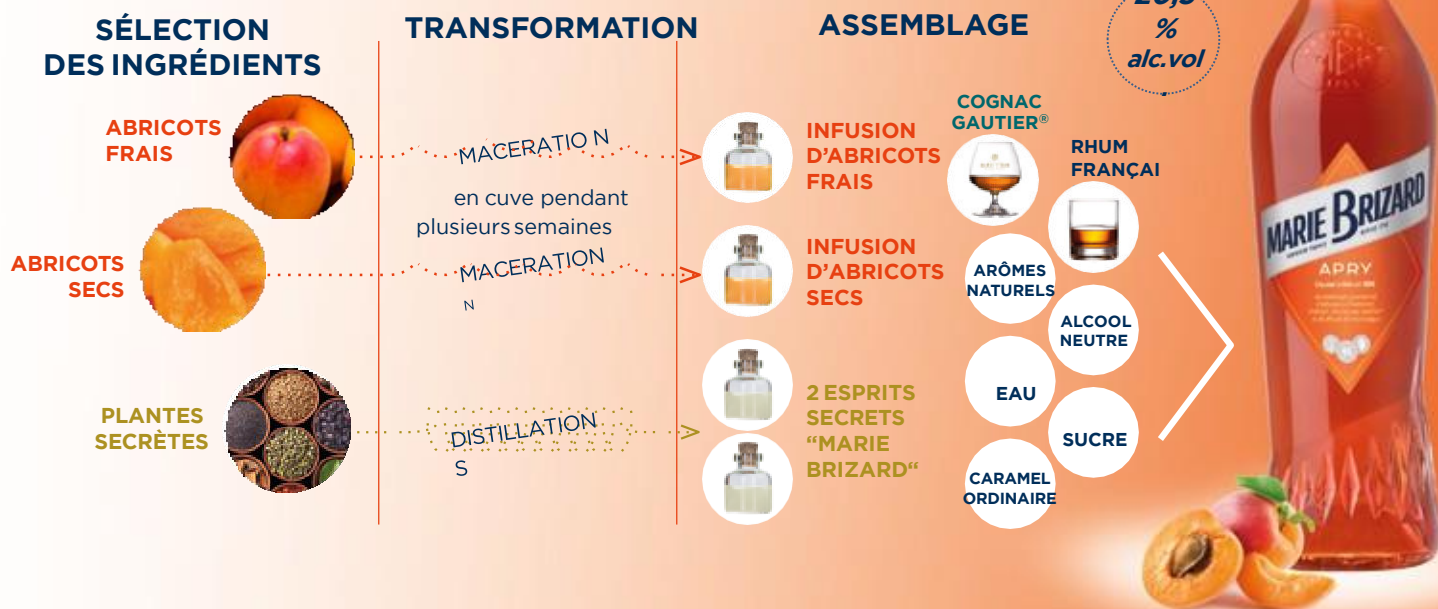 SÉLECTION
DES INGRÉDIENTS
TRANSFORMATION
ASSEMBLAGE
%
alc.vol
.
ABRICOTS
FRAIS
MACERATIO N
en cuve pendant
plusieurs semaines
ABRICOTS
SECS
MACERATION
N
PLANTES
SECRÈTES
DISTILLATION
S
INFUSION
D’ABRICOTS
FRAIS
INFUSION
D’ABRICOTS
SECS
2 ESPRITS
SECRETS
“MARIE
BRIZARD“
COGNAC
GAUTIER®
RHUM
FRANÇAI
ARÔMES
NATURELS
ALCOOL
NEUTRE
EAU
SUCRE
CARAMEL
ORDINAIRE
MARIE BRIZARD
APRY